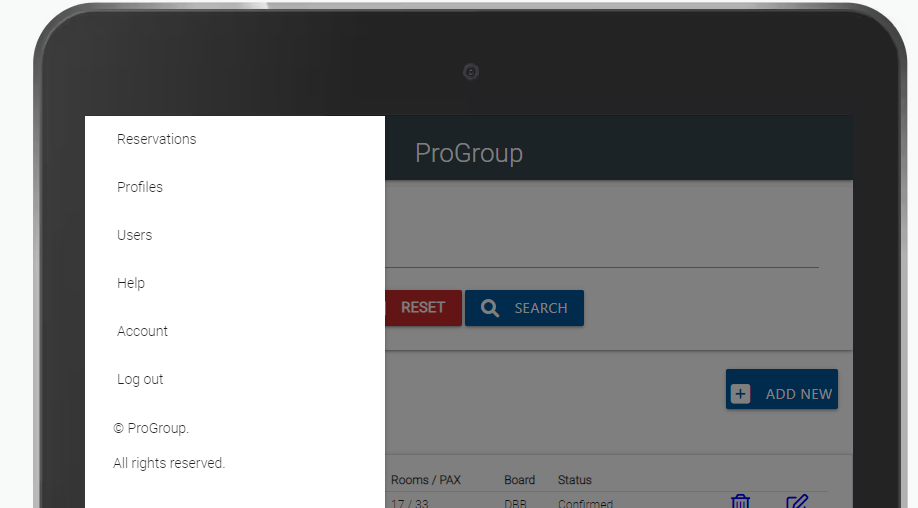 Reservations
Profiles
Users
Help
Account
Log out
© ProGroup.
All rights reserved.
ProGroup
RESET
SEARCH
ADD NEW
Rooms / PAX Board Status
17 / 33 DBB Confirmed